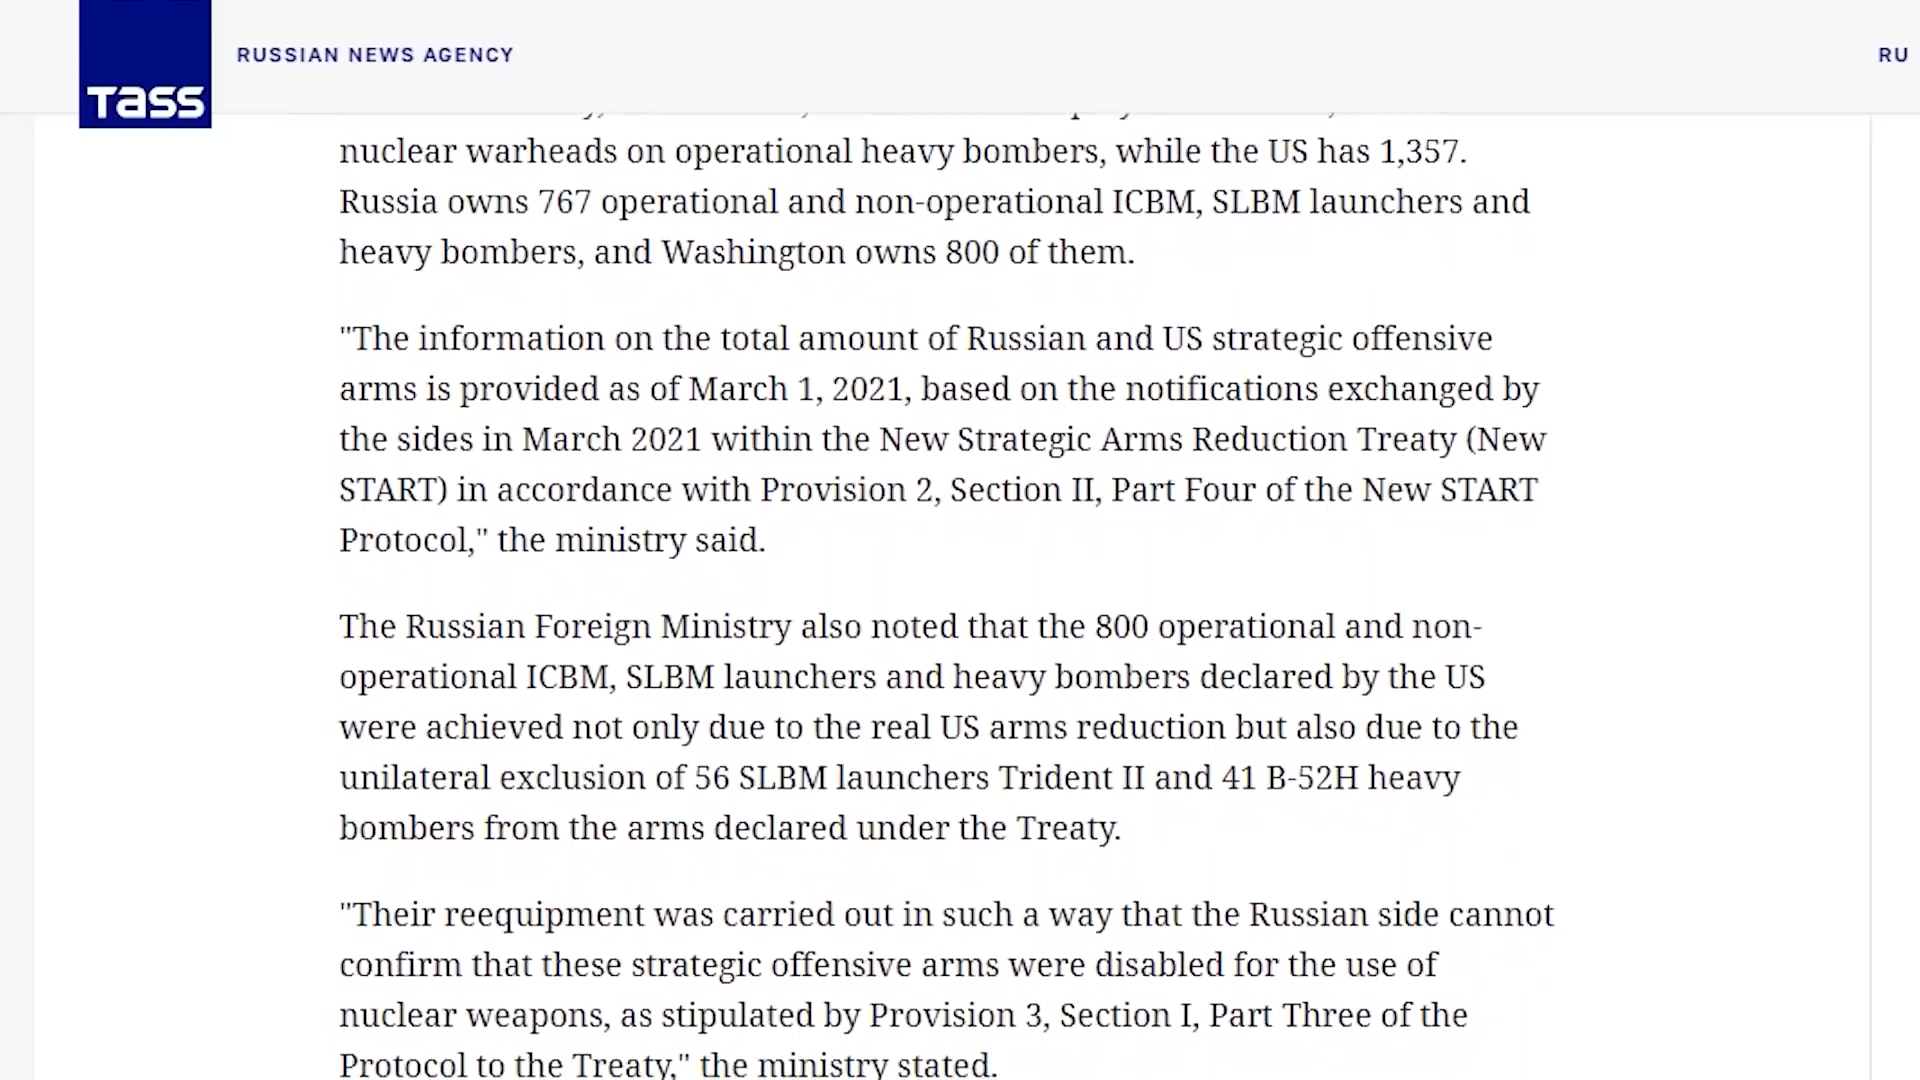 RUSSIAN NEWS AGENCY
RU
TASS
nuclear warheads on operational heavy bombers, while the US has 1,357.
Russia owns 767 operational and non-operational ICBM, SLBM launchers and
heavy bombers, and Washington owns 800 of them.
"The information on the total amount of Russian and US strategic offensive
arms is provided as of March 1, 2021, based on the notifications exchanged by
the sides in March 2021 within the New Strategic Arms Reduction Treaty (New
START) in accordance with Provision 2, Section II, Part Four of the New START
Protocol," the ministry said.
The Russian Foreign Ministry also noted that the 800 operational and non-
operational ICBM, SLBM launchers and heavy bombers declared by the US
were achieved not only due to the real US arms reduction but also due to the
unilateral exclusion of 56 SLBM launchers Trident II and 41 B-52H heavy
bombers from the arms declared under the Treaty.
"Their reequipment was carried out in such a way that the Russian side cannot
confirm that these strategic offensive arms were disabled for the use of
nuclear weapons, as stipulated by Provision 3, Section I, Part Three of the
Protocol to the Treaty," the ministry stated.